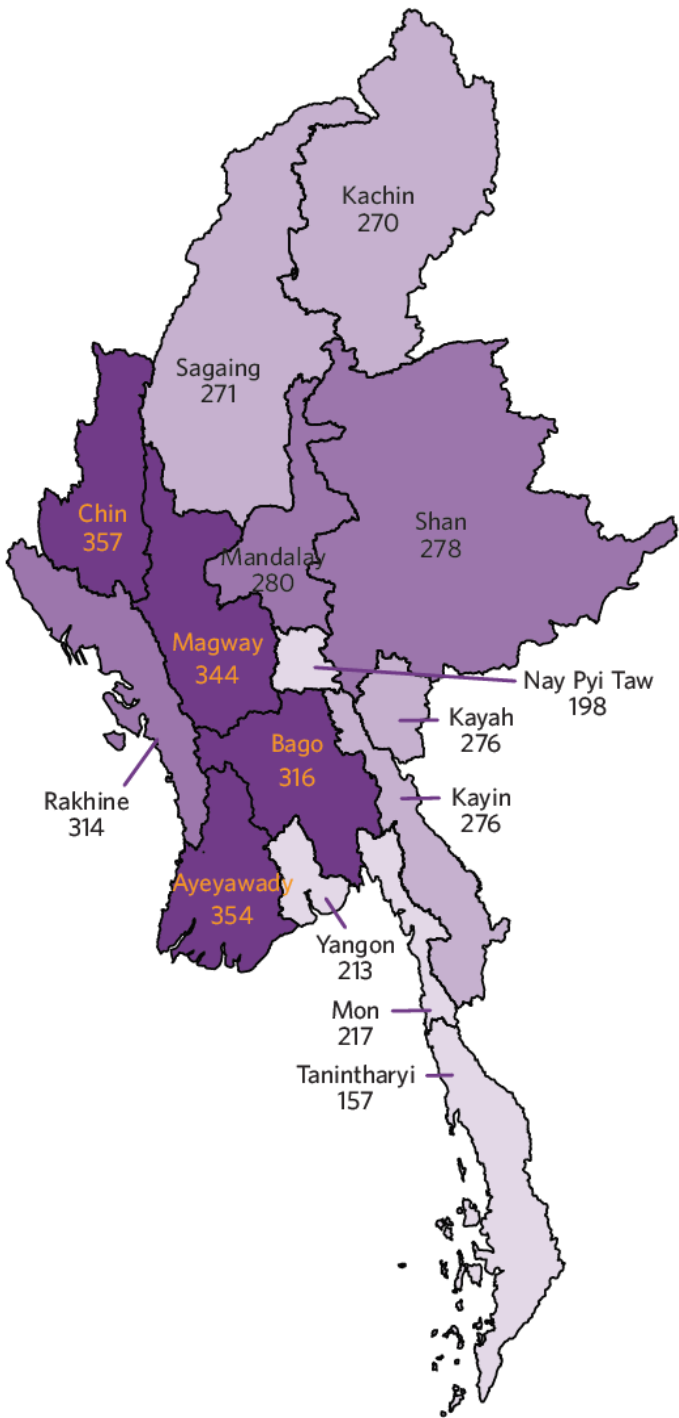 Kachin
270
Sagaing
271
Chin
357
Shan
278
Mandalay
280
Magway
344
Nay Pyi Taw
198
Kayah
276
Bago
316
Rakhine
314
Kayin
276
Ayeyawady
354
Yangon
213
Mon
217
Tanintharyi
157